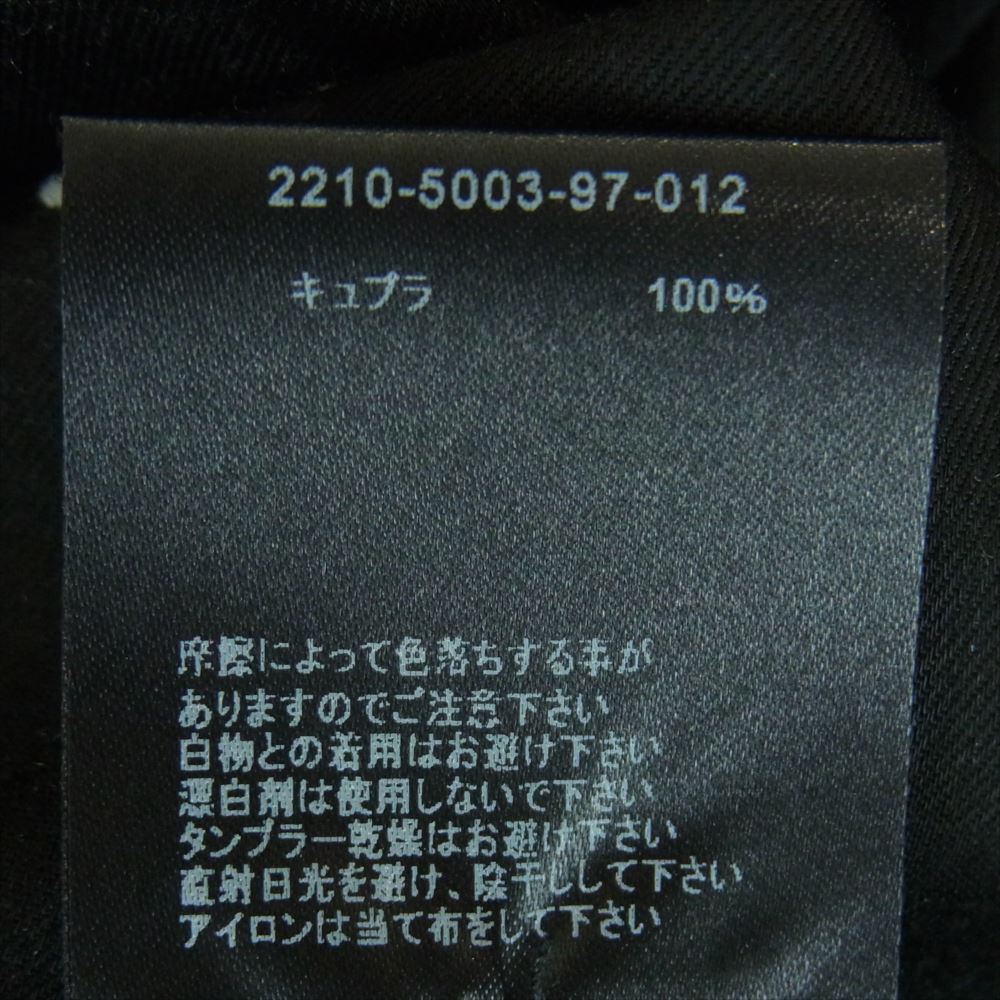 2210-5003-97-012
キュプラ 100%
摩擦によって色落ちする事が
ありますのでご注意下さい
白物との着用はお避け下さい
漂白剤は使用しないで下さい
タンブラー乾燥はお避け下さい
直射日光を避け、陰干しして下さい
アイロンは当て布をして下さい